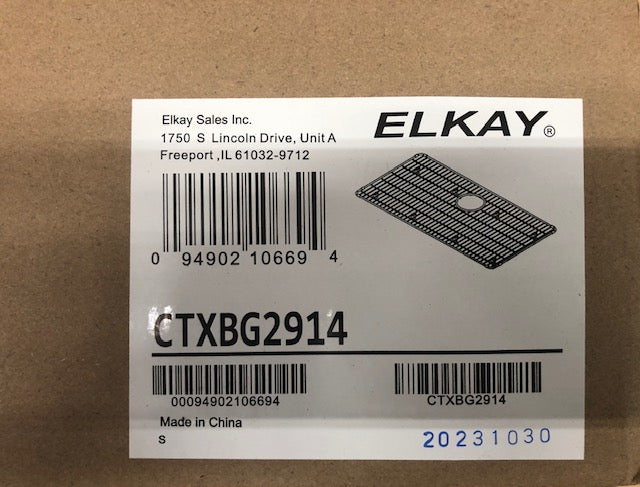 Elkay Sales Inc.
1750 S Lincoln Drive, Unit A
Freeport ,IL 61032-9712
ELKAY®
0 94902 10669 4
CTXBG2914
00094902106694
CTXBG2914
Made in China
S
20231030